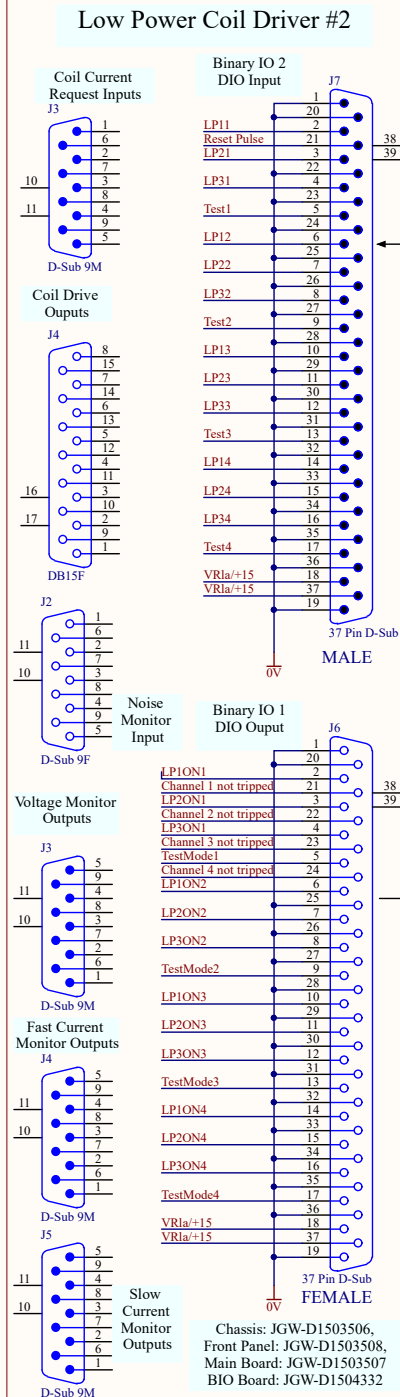 Low Power Coil Driver #2
Coil Current
Request Inputs
J3
1
6
2
7
3
8
4
9
5
10
11
D-Sub 9M
Coil Drive
Ouputs
J4
8
15
7
14
6
13
5
12
4
11
3
10
2
9
1
16
17
DB15F
J2
1
6
2
7
3
8
4
9
5
11
10
D-Sub 9F
Noise
Monitor
Input
Voltage Monitor
Outputs
J3
5
9
4
8
3
7
2
6
1
11
10
D-Sub 9M
Fast Current
Monitor Outputs
J4
5
9
4
8
3
7
2
6
1
11
10
D-Sub 9M
J5
5
9
4
8
3
7
2
6
1
11
10
D-Sub 9M
Slow
Current
Monitor
Outputs
Binary IO 2
DIO Input
J7
1
20
LP11 2
Reset Pulse 21
LP21 3
22
LP31 4
23
Test1 5
24
LP12 6
25
LP22 7
26
LP32 8
27
Test2 9
28
LP13 10
29
LP23 11
30
LP33 12
31
Test3 13
32
LP14 14
33
LP24 15
34
LP34 16
35
Test4 17
36
VRla/+15 18
VRla/+15 37
19
38
39
37 Pin D-Sub
MALE
0V
Binary IO 1
DIO Ouput
J6
1
20
LP1ON1 2
Channel 1 not tripped 21
LP2ON1 3
Channel 2 not tripped 22
LP3ON1 4
Channel 3 not tripped 23
TestMode1 5
Channel 4 not tripped 24
LP1ON2 6
25
LP2ON2 7
26
LP3ON2 8
27
TestMode2 9
28
LP1ON3 10
29
LP2ON3 11
30
LP3ON3 12
31
TestMode3 13
32
LP1ON4 14
33
LP2ON4 15
34
LP3ON4 16
35
TestMode4 17
36
VRla/+15 18
VRla/+15 37
19
38
39
37 Pin D-Sub
FEMALE
0V
Chassis: JGW-D1503506,
Front Panel: JGW-D1503508,
Main Board: JGW-D1503507
BIO Board: JGW-D1504332